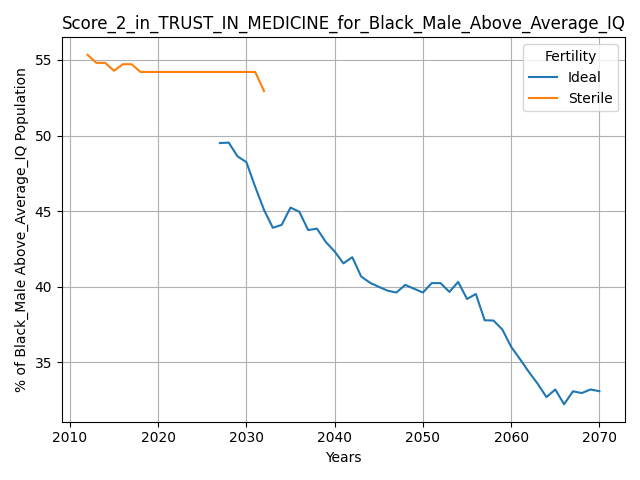 Score_2_in_TRUST_IN_MEDICINE_for_Black_Male_Above_Average_IQ
% of Black_Male Above_Average_IQ Population
55
50
45
40
35
Fertility
Ideal
Sterile
2010 2020 2030 2040 2050 2060 2070
Years